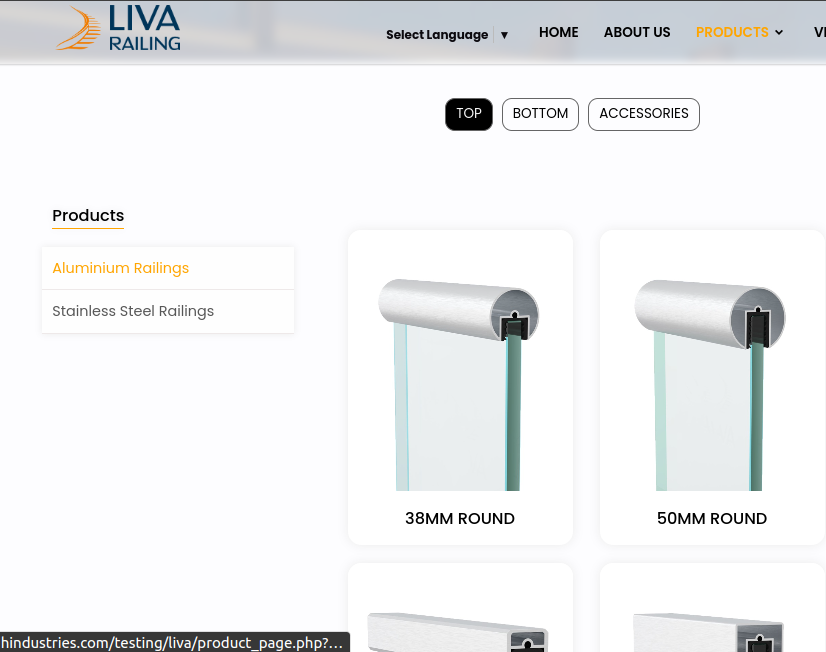 LIVA
RAILING
Select Language ▼
HOME
ABOUT US
PRODUCTS
TOP
BOTTOM
ACCESSORIES
Products
Aluminium Railings
Stainless Steel Railings
38MM ROUND
50MM ROUND
hindustries.com/testing/liva/product_page.php?...